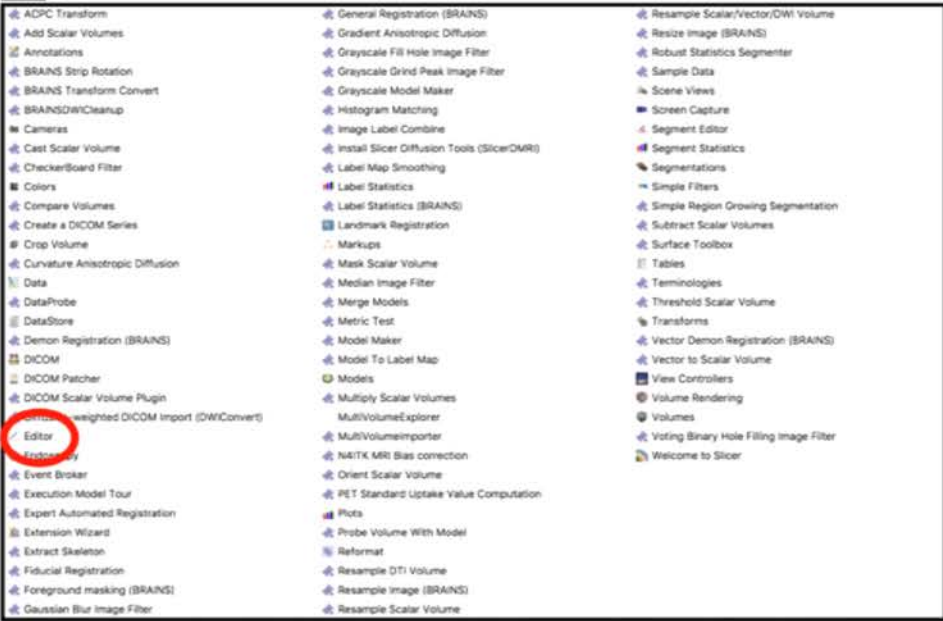 ACPC Transform
Add Scalar Volumes
Annotations
BRAINS Strip Rotation
BRAINS Transform Convert
BRAINSDWICleanup
Cameras
Cast Scalar Volume
CheckerBoard Filter
Colors
Compare Volumes
Create a DICOM Series
Crop Volume
Curvature Anisotropic Diffusion
Data
DataProbe
DataStore
Demon Registration (BRAINS)
DICOM
DICOM Patcher
DICOM Scalar Volume Plugin
-weighted DICOM Import (DWIConvert)
Editor
Endoscopy
Event Broker
Execution Model Tour
Expert Automated Registration
Extension Wizard
Extract Skeleton
Fiducial Registration
Foreground masking (BRAINS)
Gaussian Blur Image Filter
General Registration (BRAINS)
Gradient Anisotropic Diffusion
Grayscale Fill Hole Image Filter
Grayscale Grind Peak Image Filter
Grayscale Model Maker
Histogram Matching
Image Label Combine
Install Slicer Diffusion Tools (SlicerDMRI)
Label Map Smoothing
Label Statistics
Label Statistics (BRAINS)
Landmark Registration
Markups
Mask Scalar Volume
Median Image Filter
Merge Models
Metric Test
Model Maker
Model To Label Map
Models
Multiply Scalar Volumes
MultiVolumeExplorer
MultiVolumeImporter
N4ITK MRI Bias correction
Orient Scalar Volume
PET Standard Uptake Value Computation
Plots
Probe Volume With Model
Reformat
Resample DTI Volume
Resample Image (BRAINS)
Resample Scalar Volume
Resample Scalar/Vector/DWI Volume
Resize Image (BRAINS)
Robust Statistics Segmenter
Sample Data
Scene Views
Screen Capture
Segment Editor
Segment Statistics
Segmentations
Simple Filters
Simple Region Growing Segmentation
Subtract Scalar Volumes
Surface Toolbox
Tables
Terminologies
Threshold Scalar Volume
Transforms
Vector Demon Registration (BRAINS)
Vector to Scalar Volume
View Controllers
Volume Rendering
Volumes
Voting Binary Hole Filling Image Filter
Welcome to Slicer